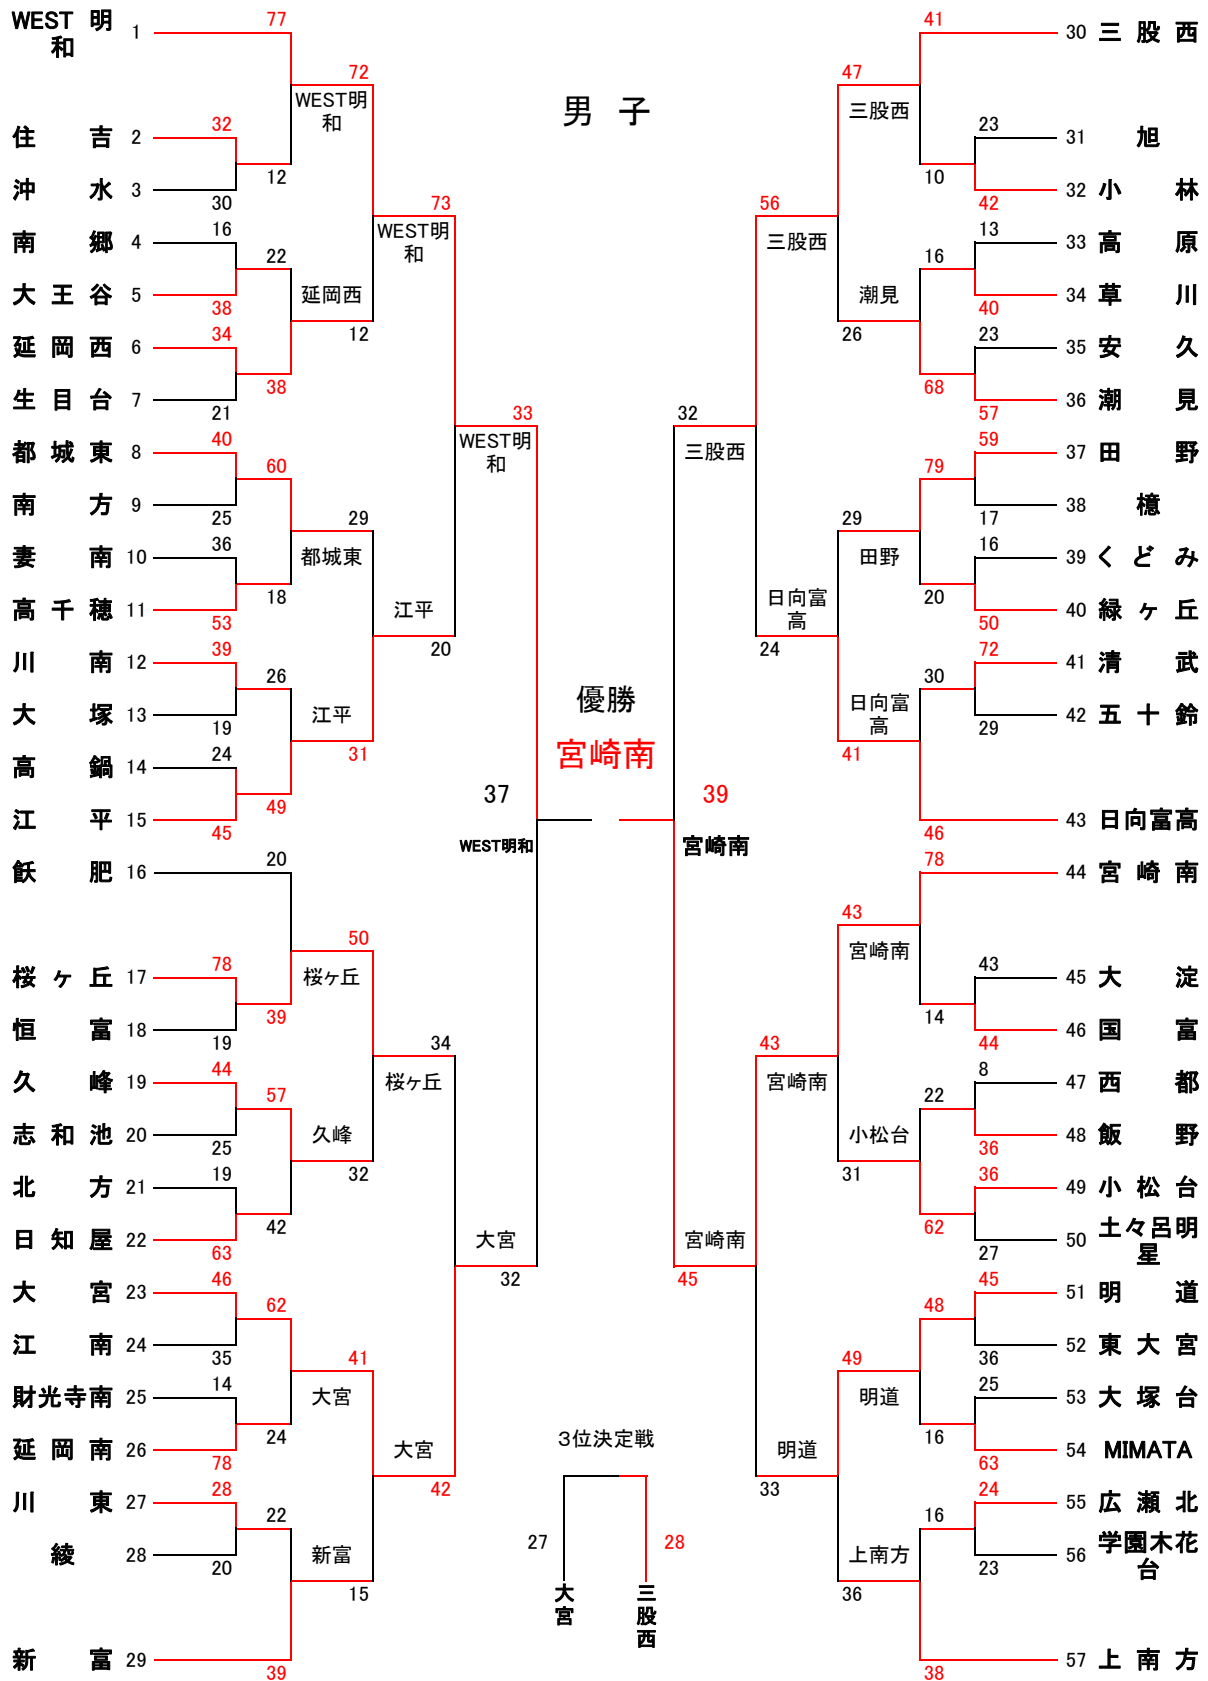 男 子
WEST 明和 1
住 吉 2
沖 水 3
南 郷 4
大 王 谷 5
延 岡 西 6
生 目 台 7
都 城 東 8
南 方 9
妻 南 10
高 千 穂 11
川 南 12
大 塚 13
高 鍋 14
江 平 15
飫 肥 16
桜 ヶ 丘 17
恒 富 18
久 峰 19
志 和 池 20
北 方 21
日 知 屋 22
大 宮 23
江 南 24
財光寺南 25
延 岡 南 26
川 東 27
綾 28
新 富 29
77
32
12
30
16
22
38
34
38
21
40
60
25
36
18
53
39
26
19
24
49
45
20
78
39
19
44
57
25
19
42
63
46
62
35
14
24
78
28
22
20
39
72
WEST明和
延岡西
12
29
都城東
江平
31
50
桜ヶ丘
久峰
32
41
大宮
新富
15
73
WEST明和
江平
20
34
桜ヶ丘
大宮
42
33
WEST明和
大宮
32
優勝
宮崎南
37
WEST明和
39
宮崎南
3位決定戦
27
28
大宮
三股西
32
三股西
宮崎南
45
56
三股西
日向富高
24
43
宮崎南
明道
33
47
三股西
潮見
26
29
田野
日向富高
41
43
宮崎南
小松台
31
49
明道
上南方
36
41
23
10
42
13
16
40
23
68
57
59
79
17
16
20
50
72
30
29
46
78
43
14
44
8
22
36
36
62
27
45
48
36
25
16
63
24
16
23
38
30 三 股 西
31 旭
32 小 林
33 高 原
34 草 川
35 安 久
36 潮 見
37 田 野
38 檍
39 く ど み
40 緑 ヶ 丘
41 清 武
42 五 十 鈴
43 日向富高
44 宮 崎 南
45 大 淀
46 国 富
47 西 都
48 飯 野
49 小 松 台
50 土々呂明星
51 明 道
52 東 大 宮
53 大 塚 台
54 MIMATA
55 広 瀬 北
56 学園木花台
57 上 南 方